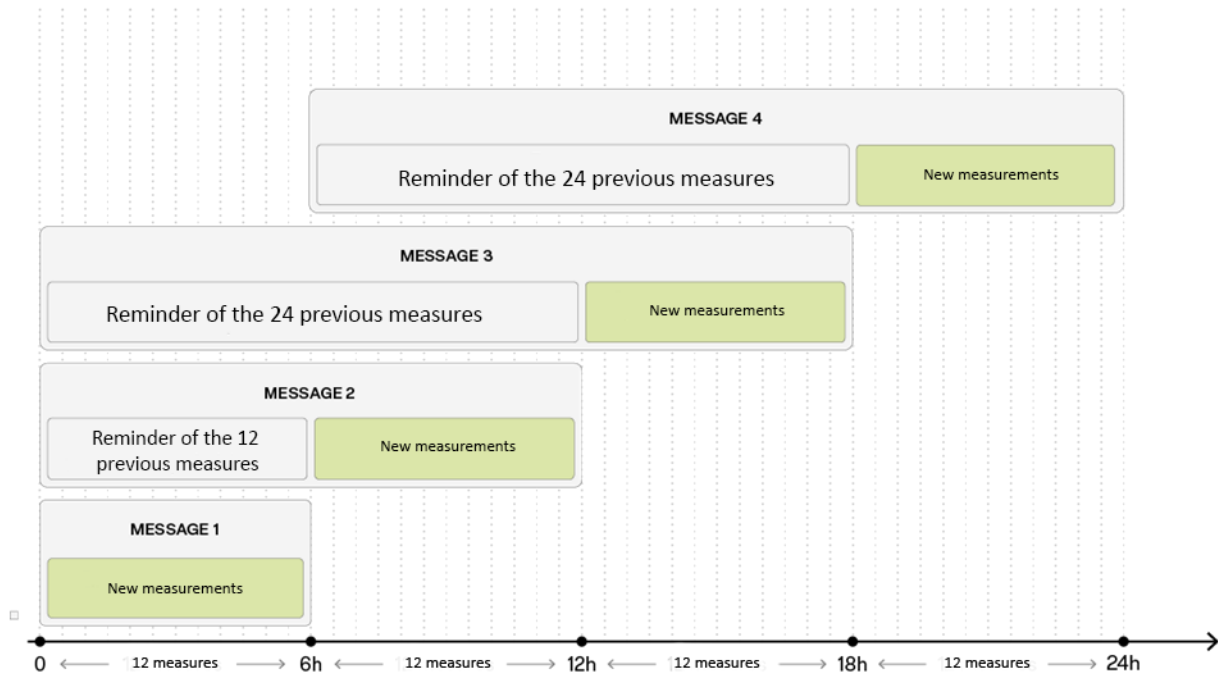 MESSAGE 4
Reminder of the 24 previous measures
New measurements
MESSAGE 3
Reminder of the 24 previous measures
New measurements
MESSAGE 2
Reminder of the 12
previous measures
New measurements
MESSAGE 1
New measurements
0 12 measures 6h 12 measures 12h 12 measures 18h 12 measures 24h